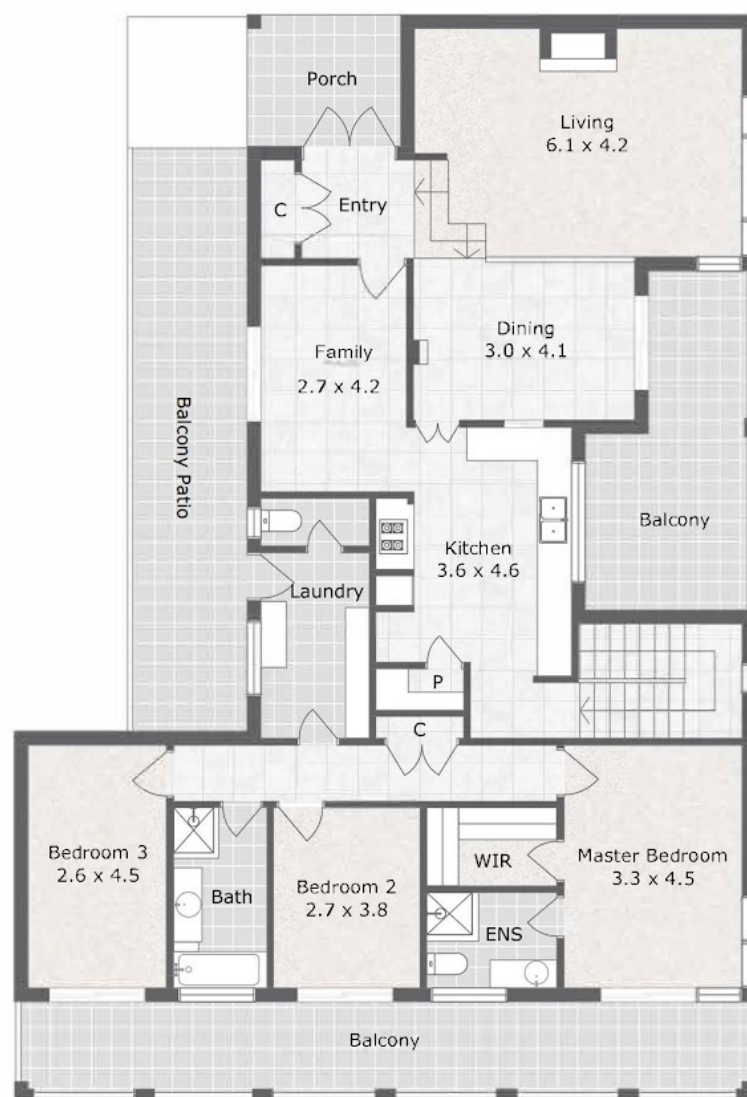 Porch
Living
6.1 x 4.2
C
Entry
Dining
3.0 x 4.1
Family
2.7 x 4.2
Balcony Patio
Balcony
Kitchen
3.6 x 4.6
Laundry
P
C
Bedroom 3
2.6 x 4.5
Bath
Bedroom 2
2.7 x 3.8
WIR
Master Bedroom
3.3 x 4.5
ENS
Balcony